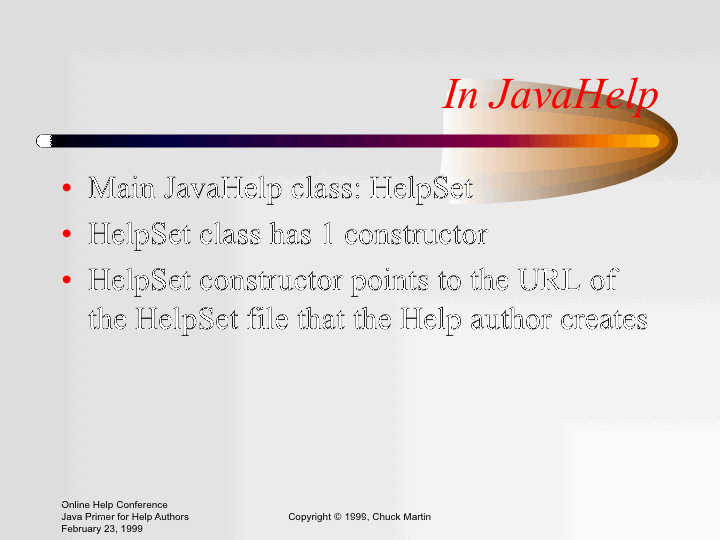 In JavaHelp
• Main JavaHelp class: HelpSet
• HelpSet class has 1 constructor
• HelpSet constructor points to the URL of
the HelpSet file that the Help author creates
Online Help Conference
Java Primer for Help Authors
February 23, 1999
Copyright © 1999, Chuck Martin